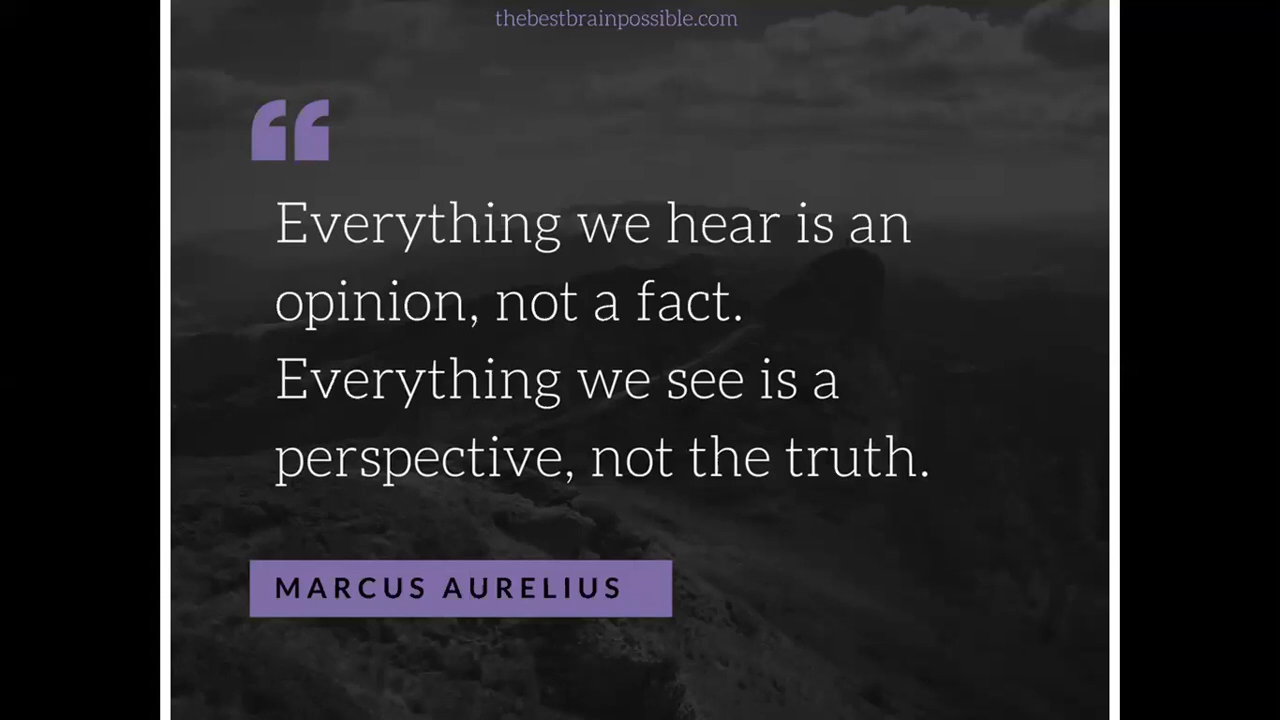 thebestbrainpossible.com
“
Everything we hear is an
opinion, not a fact.
Everything we see is a
perspective, not the truth.
MARCUS AURELIUS